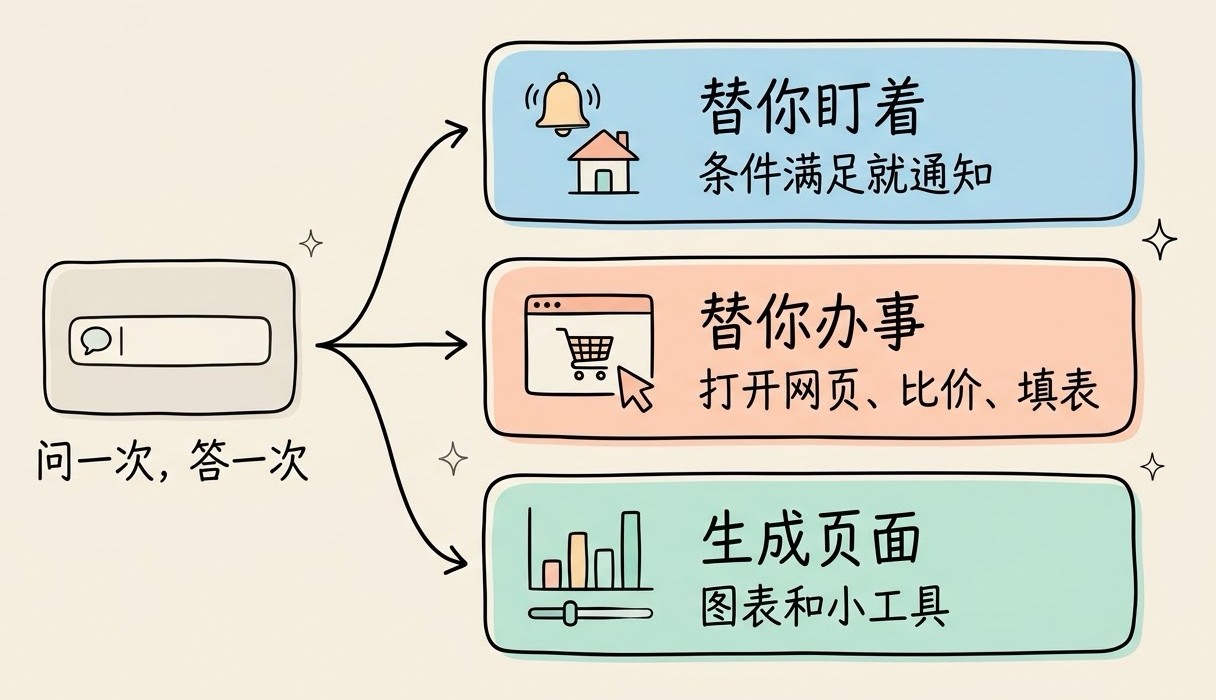 问一次，答一次
替你盯着
条件满足就通知
替你办事
打开网页、比价、填表
生成页面
图表和小工具